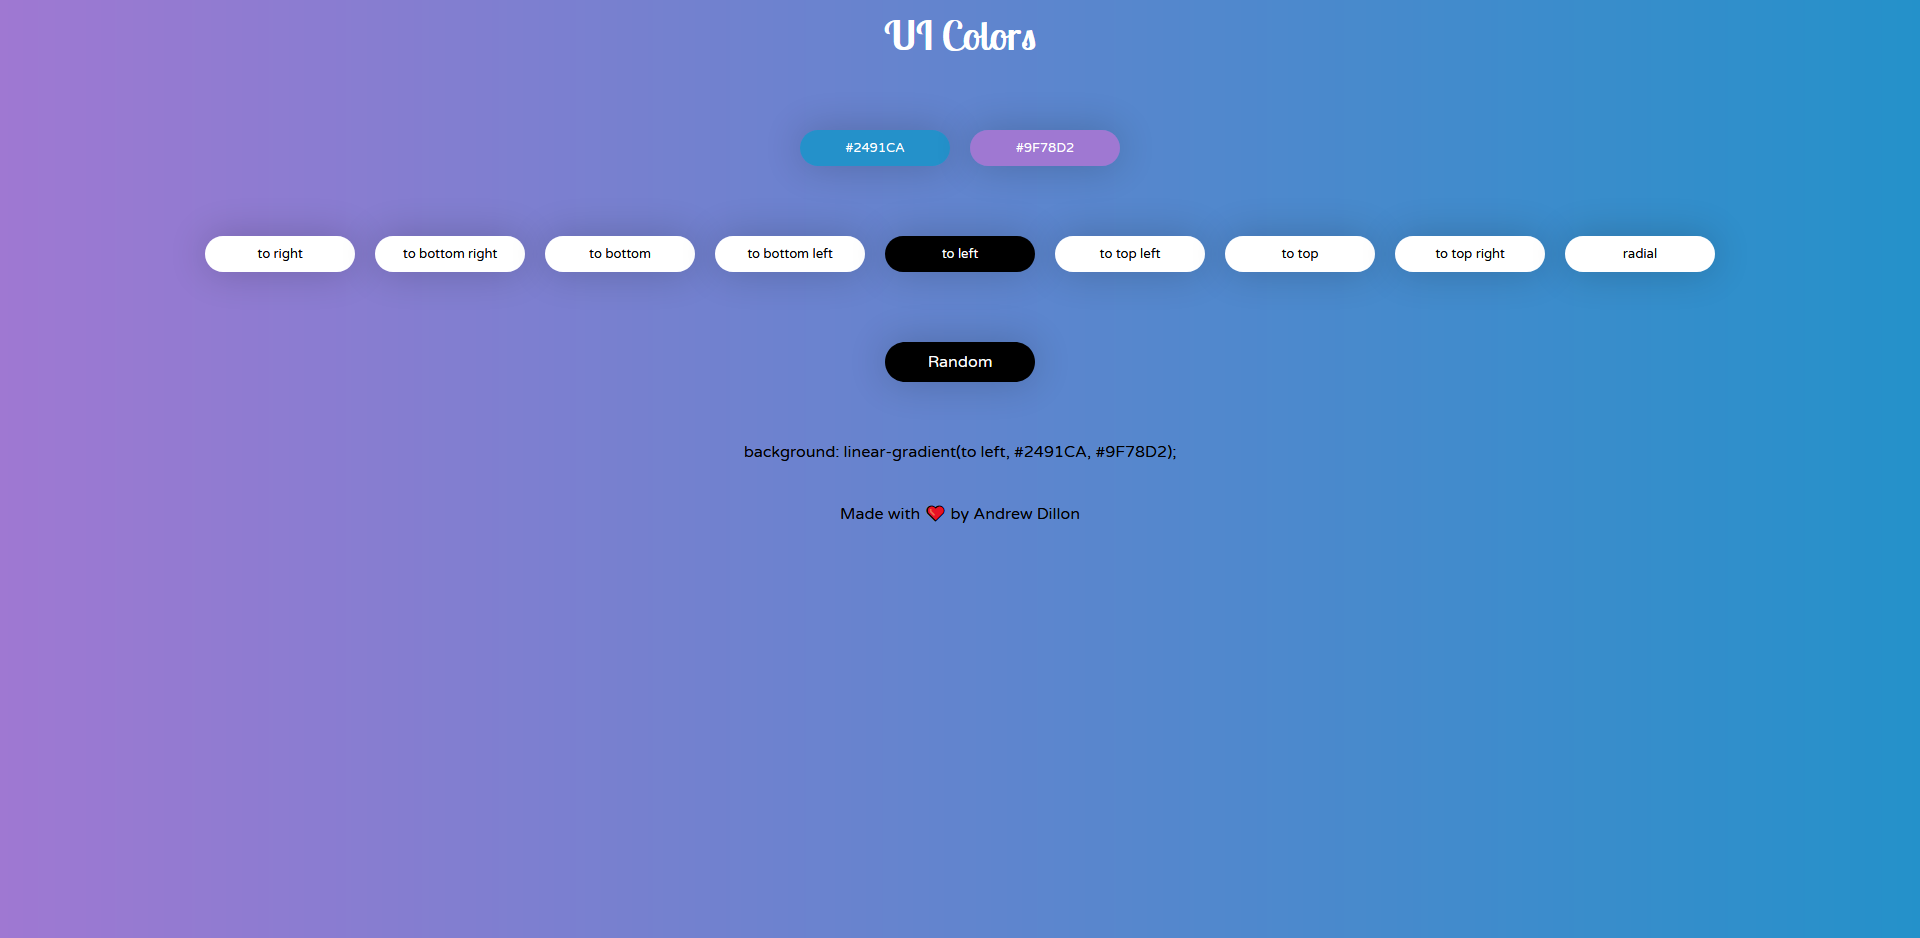 UI Colors
#2491CA #9F78D2
to right to bottom right to bottom to bottom left to left to top left to top to top right radial
Random
background: linear-gradient(to left, #2491CA, #9F78D2);
Made with ❤️ by Andrew Dillon